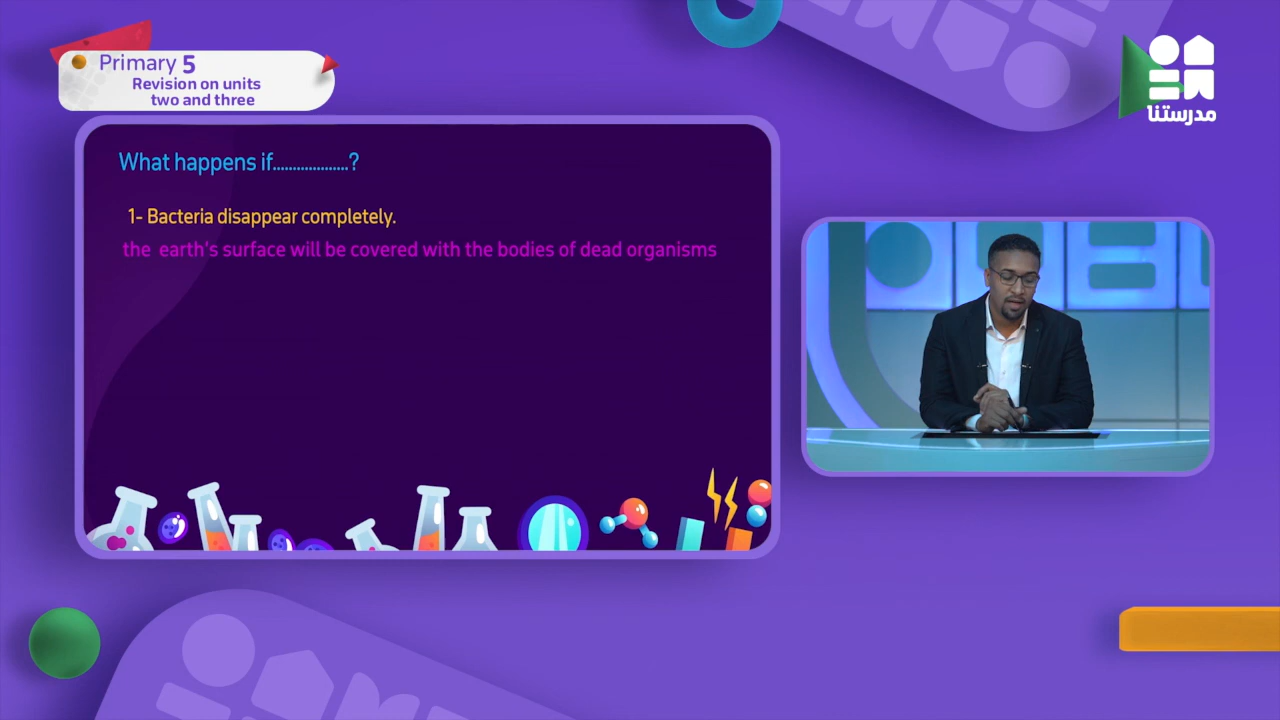 Primary 5
Revision on units
two and three
مدرستنا
What happens if..................?
1- Bacteria disappear completely.
the earth's surface will be covered with the bodies of dead organisms